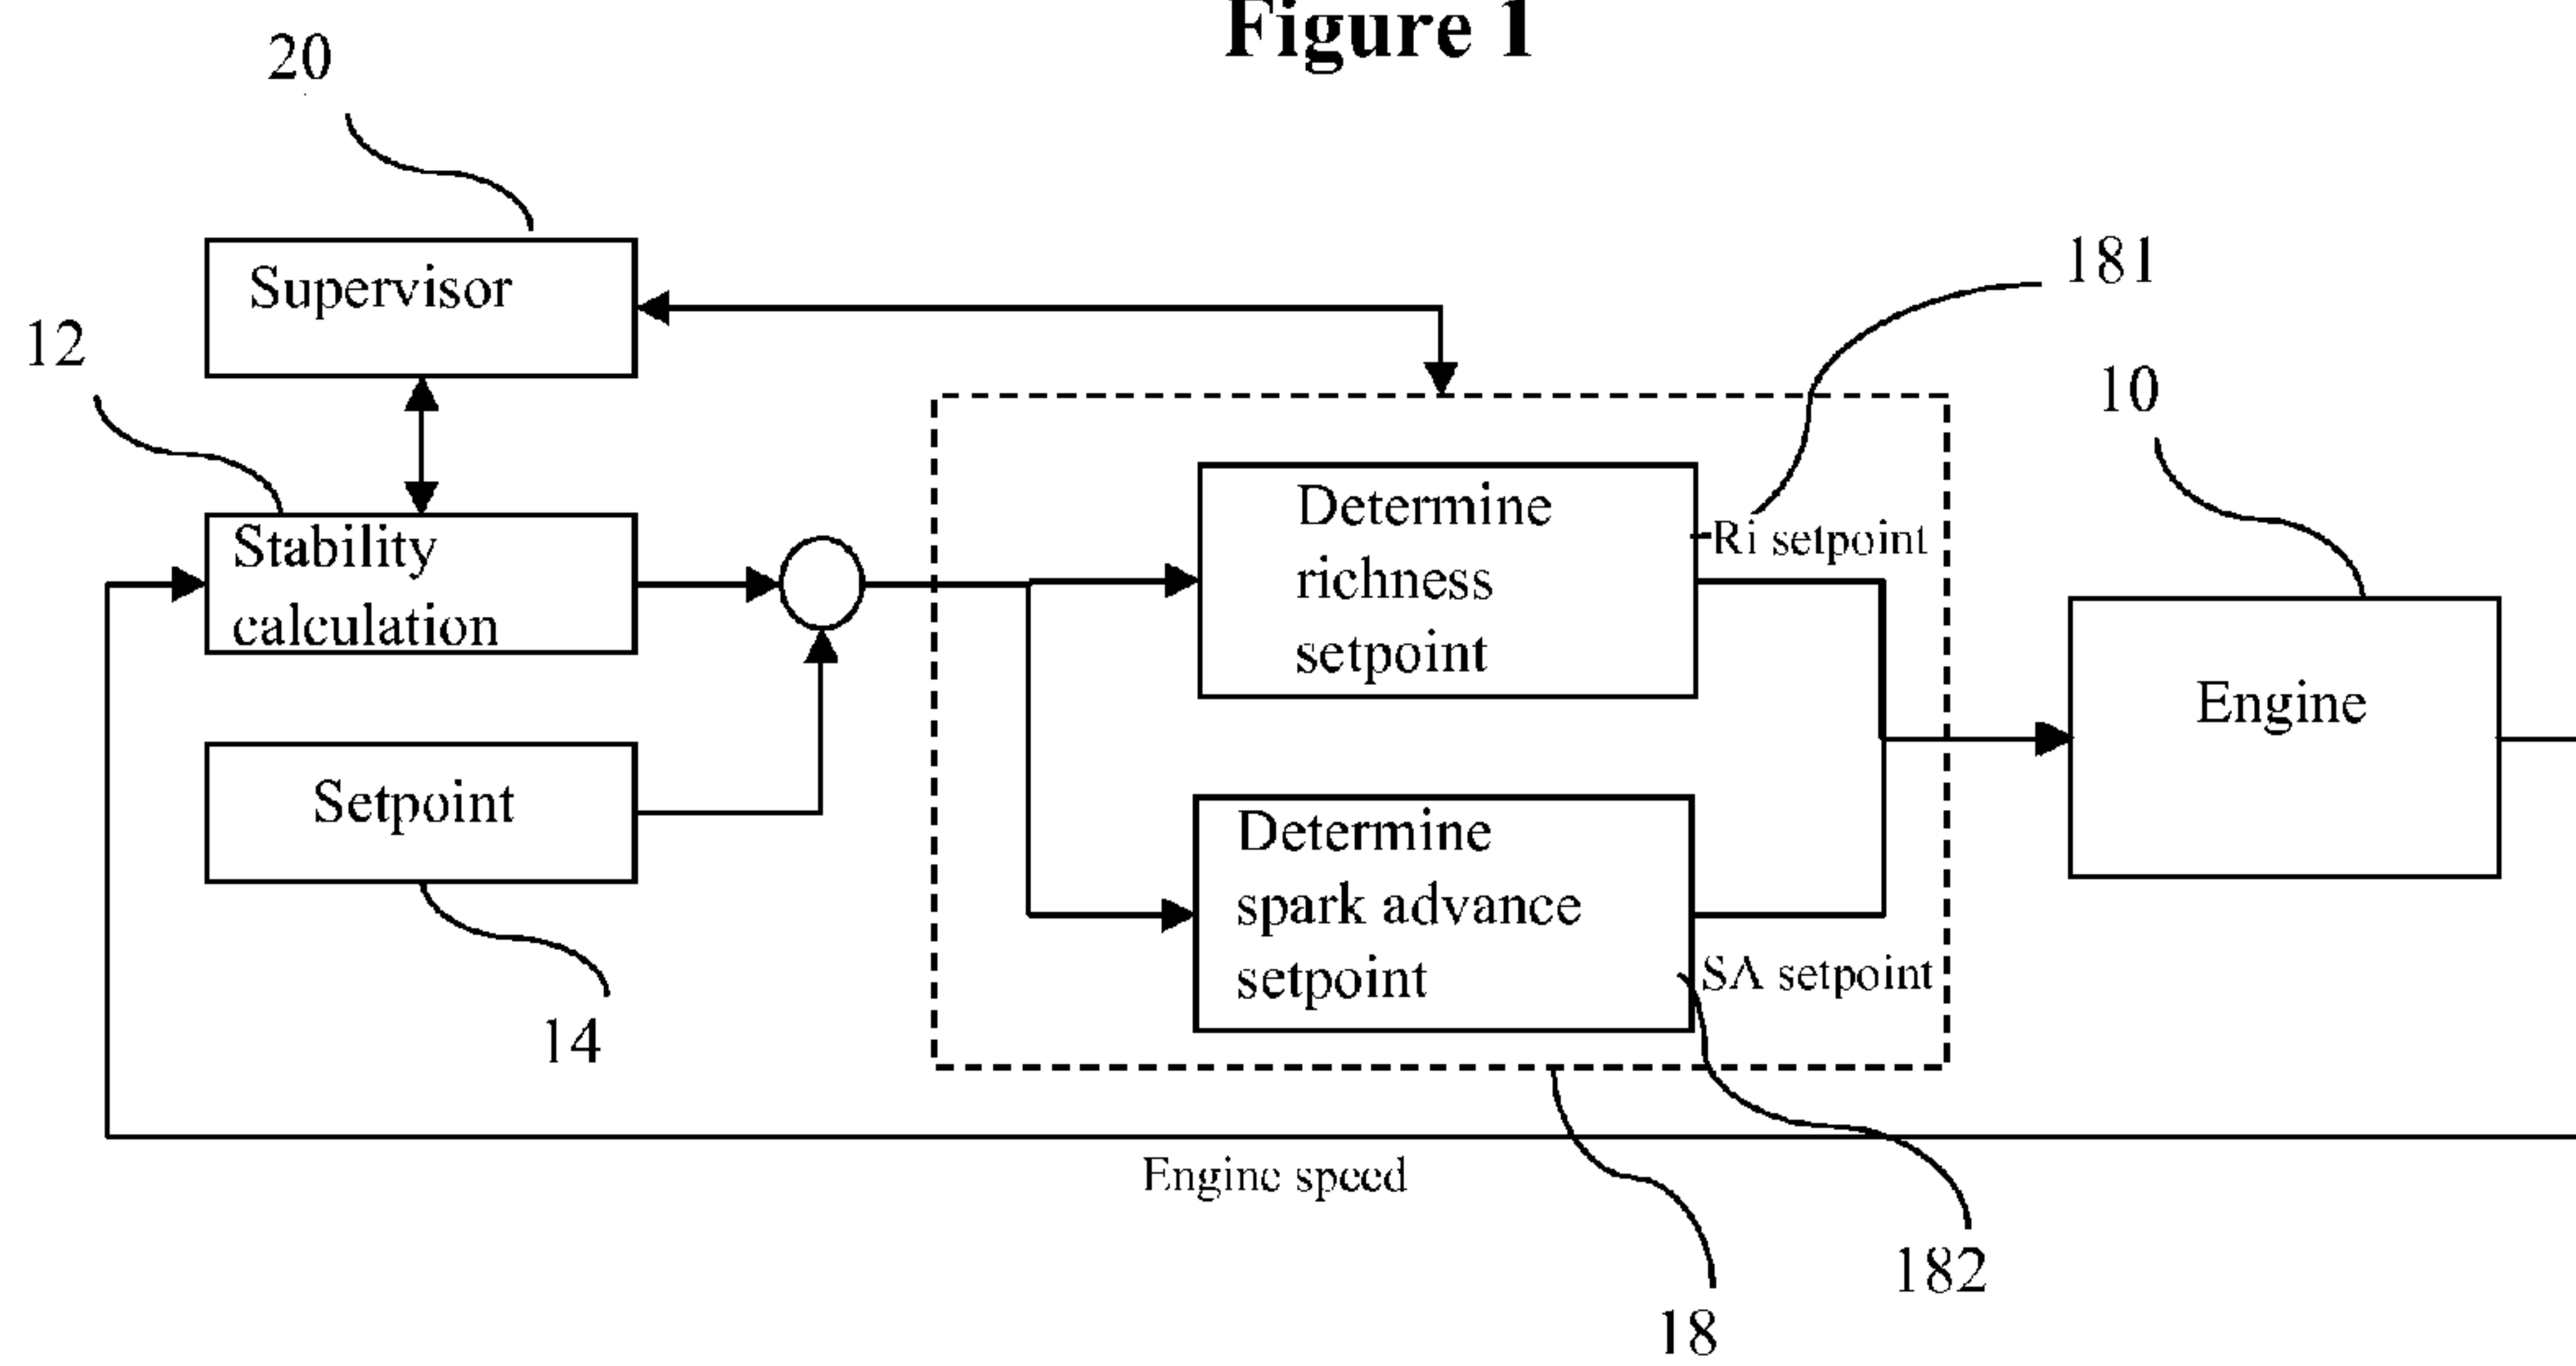 Figure 1
20
Supervisor
181
12
10
Determine
richness
setpoint
Ri setpoint
Stability
calculation
Engine
Setpoint
Determine
spark advance
setpoint
SA setpoint
14
Engine speed
182
18